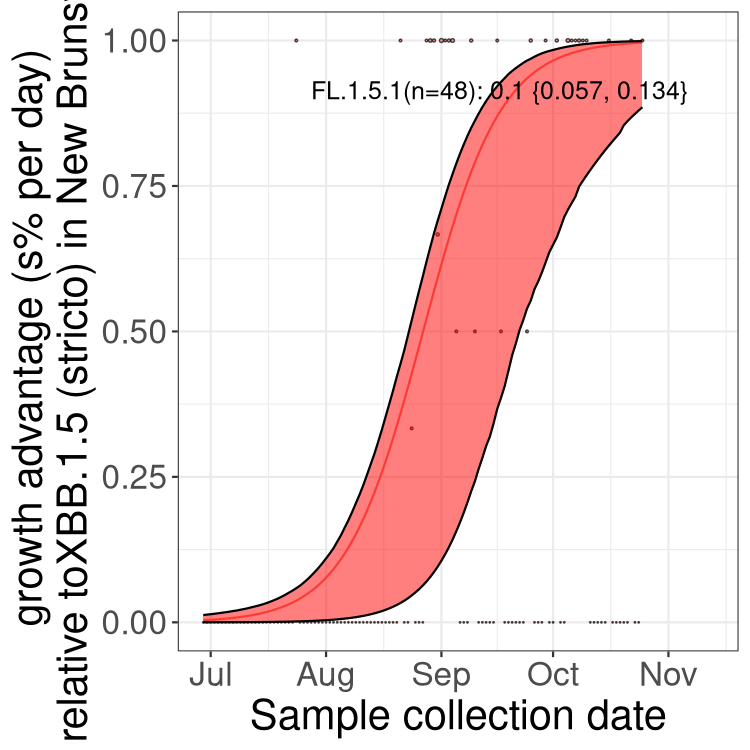 growth advantage (s% per day)
relative toXBB.1.5 (stricto) in New
1.00
0.75
0.50
0.25
0.00
FL.1.5.1(n=48): 0.1 {0.057, 0.134}
Jul Aug Sep Oct Nov
Sample collection date